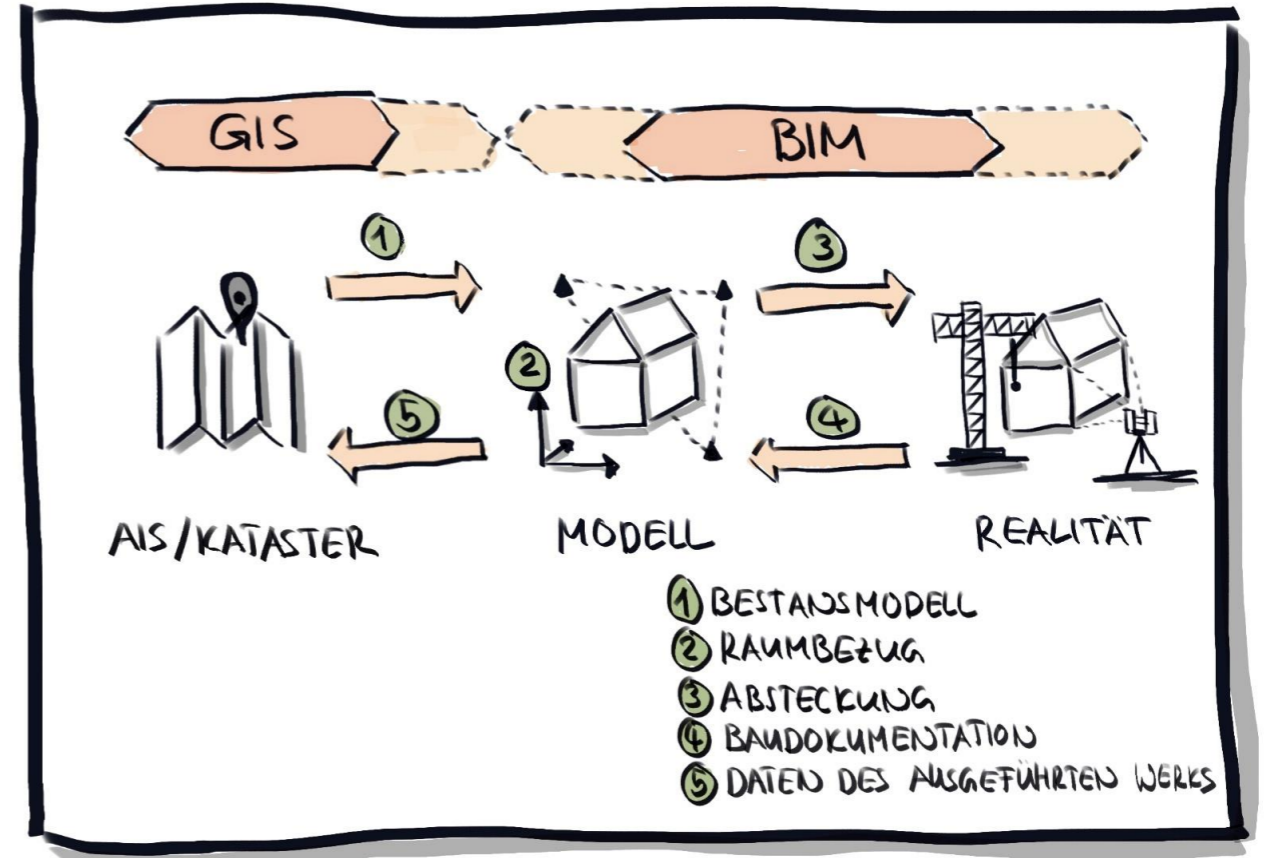 GIS
BIM
1
3
2
5
4
AIS/KATASTER
MODELL
REALITÄT
1 BESTANSMODELL
2 RAUMBEZUG
3 ABSTECKUNG
4 BAUDOKUMENTATION
5 DATEN DES AUSGEFÜHRTEN WERKS